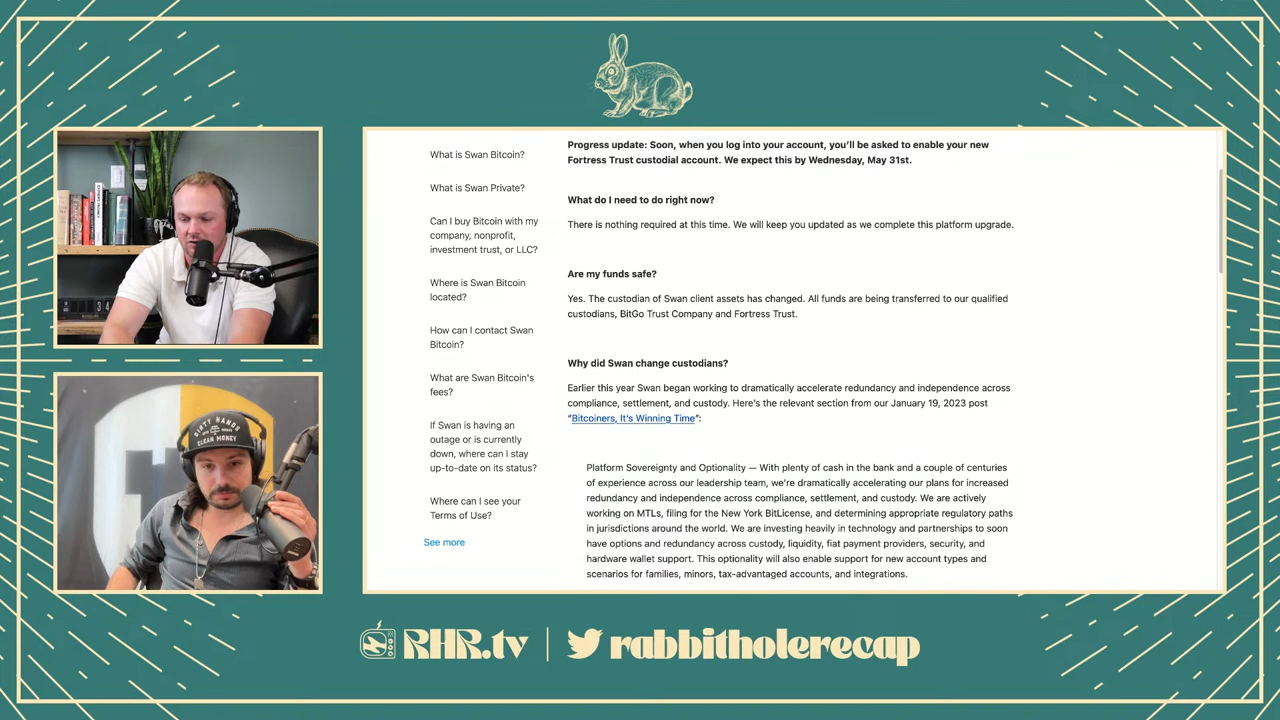 What is Swan Bitcoin?
What is Swan Private?
Can I buy Bitcoin with my
company, nonprofit,
investment trust, or LLC?
Where is Swan Bitcoin
located?
How can I contact Swan
Bitcoin?
What are Swan Bitcoin's
fees?
If Swan is having an
outage or is currently
down, where can I stay
up-to-date on its status?
Where can I see your
Terms of Use?
See more
Progress update: Soon, when you log into your account, you’ll be asked to enable your new
Fortress Trust custodial account. We expect this by Wednesday, May 31st.
What do I need to do right now?
There is nothing required at this time. We will keep you updated as we complete this platform upgrade.
Are my funds safe?
Yes. The custodian of Swan client assets has changed. All funds are being transferred to our qualified
custodians, BitGo Trust Company and Fortress Trust.
Why did Swan change custodians?
Earlier this year Swan began working to dramatically accelerate redundancy and independence across
compliance, settlement, and custody. Here's the relevant section from our January 19, 2023 post
“Bitcoiners, It’s Winning Time”:
Platform Sovereignty and Optionality — With plenty of cash in the bank and a couple of centuries
of experience across our leadership team, we're dramatically accelerating our plans for increased
redundancy and independence across compliance, settlement, and custody. We are actively
working on MTLs, filing for the New York BitLicense, and determining appropriate regulatory paths
in jurisdictions around the world. We are investing heavily in technology and partnerships to soon
have options and redundancy across custody, liquidity, fiat payment providers, security, and
hardware wallet support. This optionality will also enable support for new account types and
scenarios for families, minors, tax-advantaged accounts, and integrations.
DIRTY HANDS
CLEAN MONEY
RHR.tv
rabbitholerecap